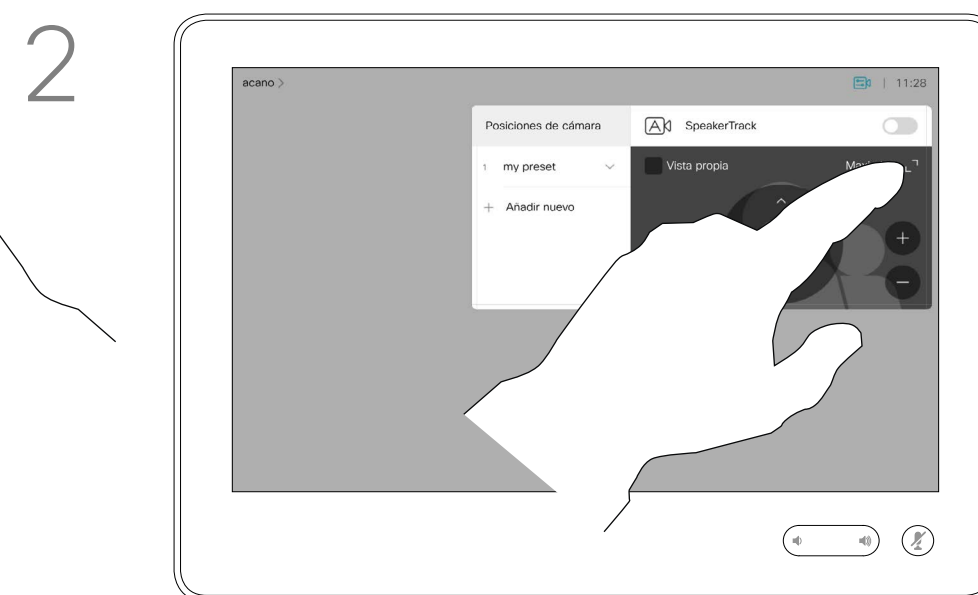 2
acano >
11:28
Posiciones de cámara
SpeakerTrack
1 my preset
Vista propia
+ Añadir nuevo
+
−